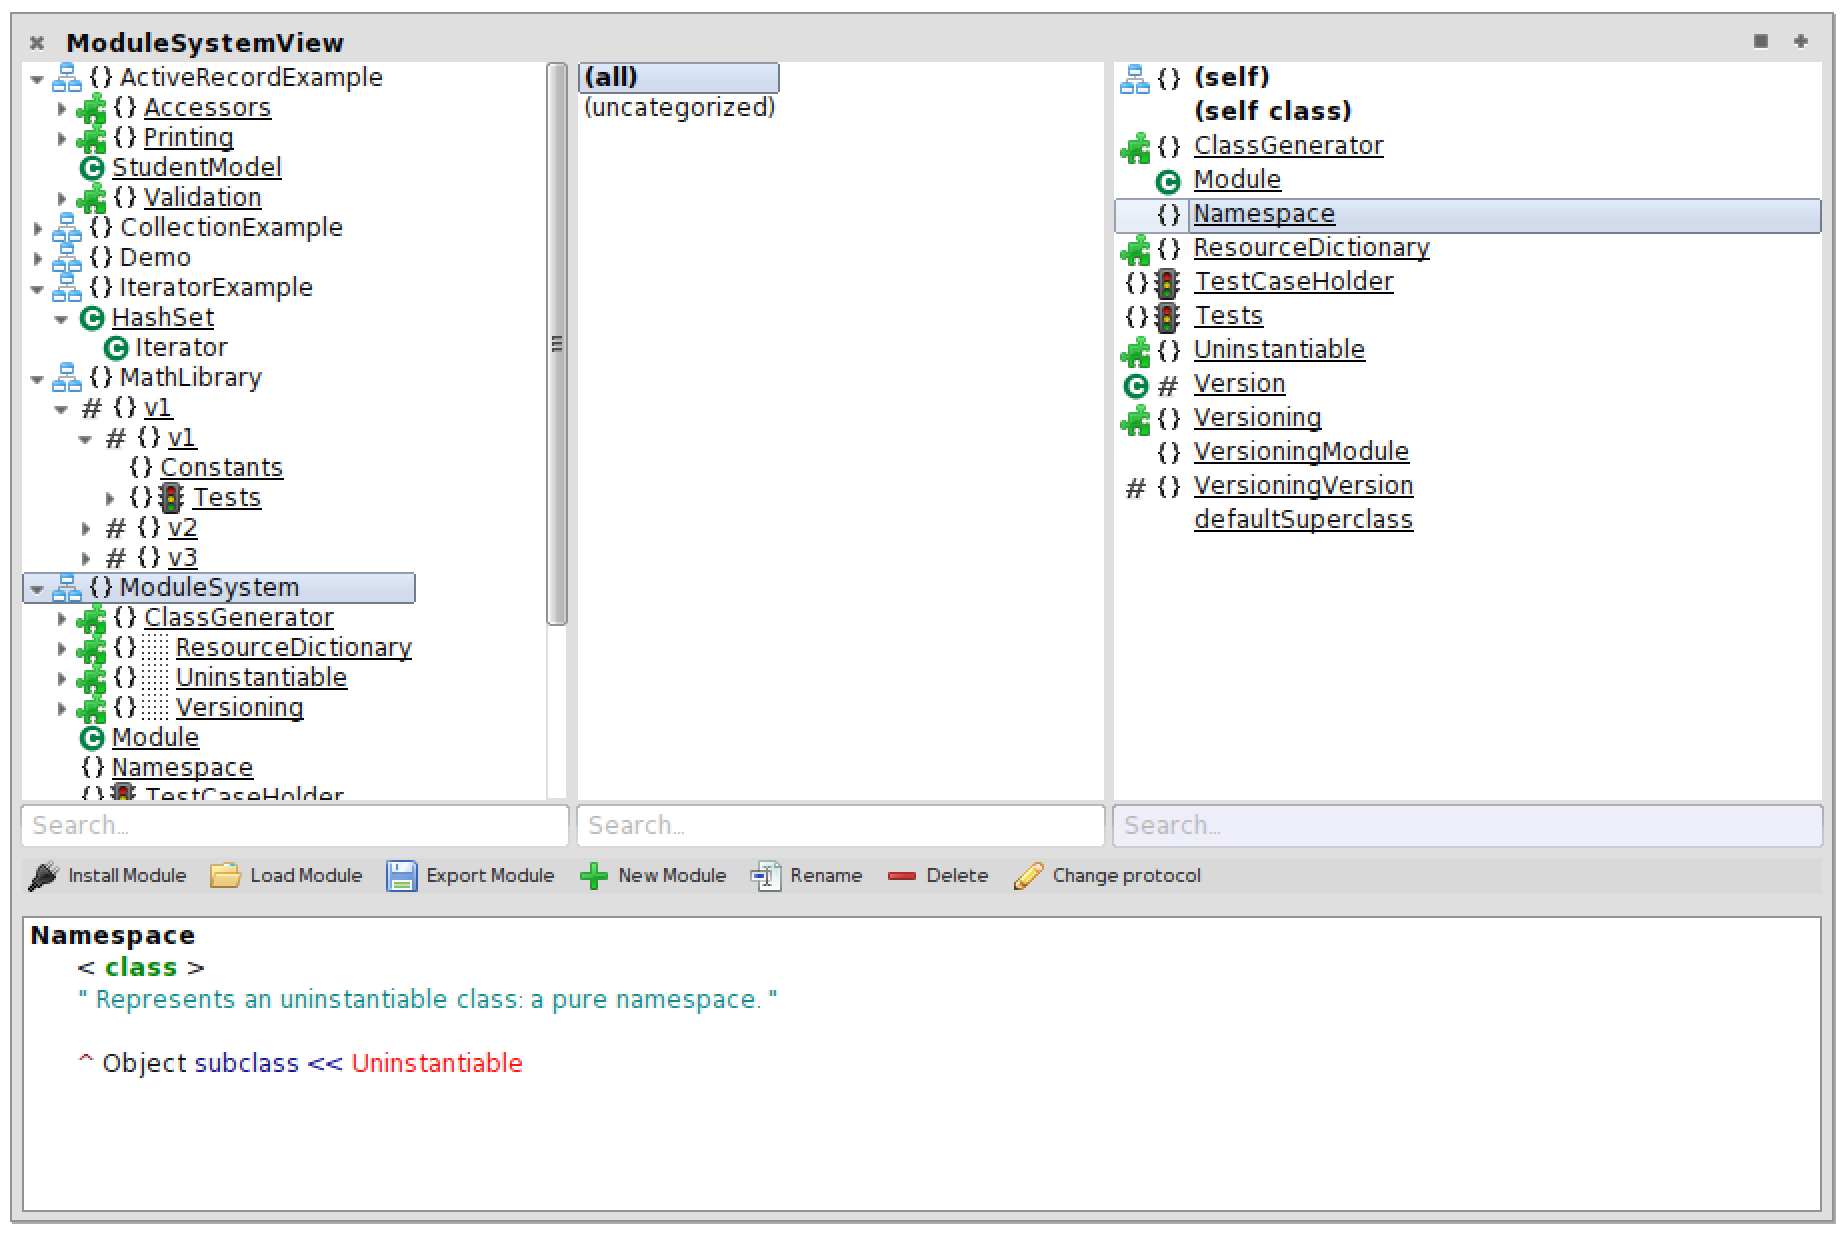 ModuleSystemView
{} ActiveRecordExample
{} Accessors
{} Printing
C StudentModel
{} Validation
{} CollectionExample
{} Demo
{} IteratorExample
C HashSet
C Iterator
{} MathLibrary
# {} v1
# {} v1
{} Constants
{} Tests
# {} v2
# {} v3
{} ModuleSystem
{} ClassGenerator
{} ResourceDictionary
{} Uninstantiable
{} Versioning
C Module
{} Namespace
{} TestCaseHolder
Search...
(all)
(uncategorized)
Search...
{} (self)
(self class)
{} ClassGenerator
C Module
{} Namespace
{} ResourceDictionary
{} TestCaseHolder
{} Tests
{} Uninstantiable
C # Version
{} Versioning
{} VersioningModule
# {} VersioningVersion
defaultSuperclass
Search...
Install Module Load Module Export Module New Module Rename Delete Change protocol
Namespace
< class >
" Represents an uninstantiable class: a pure namespace. "
^ Object subclass << Uninstantiable